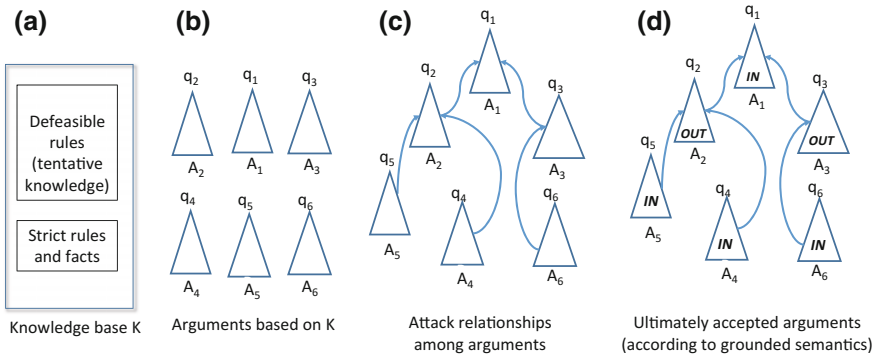 (a)
Defeasible
rules
(tentative
knowledge)
Strict rules
and facts
Knowledge base K
(b)
q2 q1 q3
A2 A1 A3
q4 q5 q6
A4 A5 A6
Arguments based on K
(c)
q1
A1
q2
A2
q3
A3
q5
A5
q4
A4
q6
A6
Attack relationships
among arguments
(d)
q1
IN
A1
q2
OUT
A2
q3
OUT
A3
q5
IN
A5
q4
IN
A4
q6
IN
A6
Ultimately accepted arguments
(according to grounded semantics)